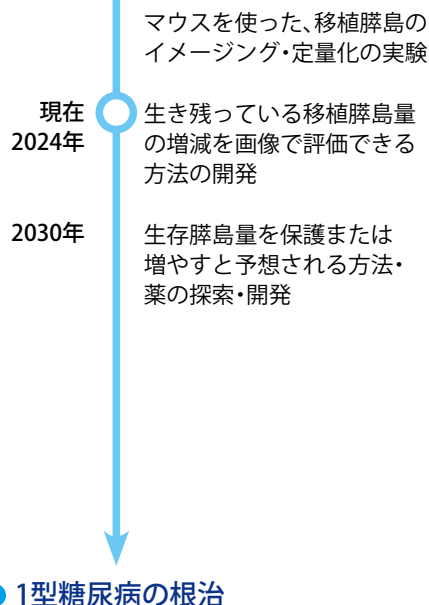 マウスを使った、移植膵島の
イメージング・定量化の実験
現在
2024年
生き残っている移植膵島量
の増減を画像で評価できる
方法の開発
2030年
生存膵島量を保護または
増やすと予想される方法・
薬の探索・開発
1型糖尿病の根治